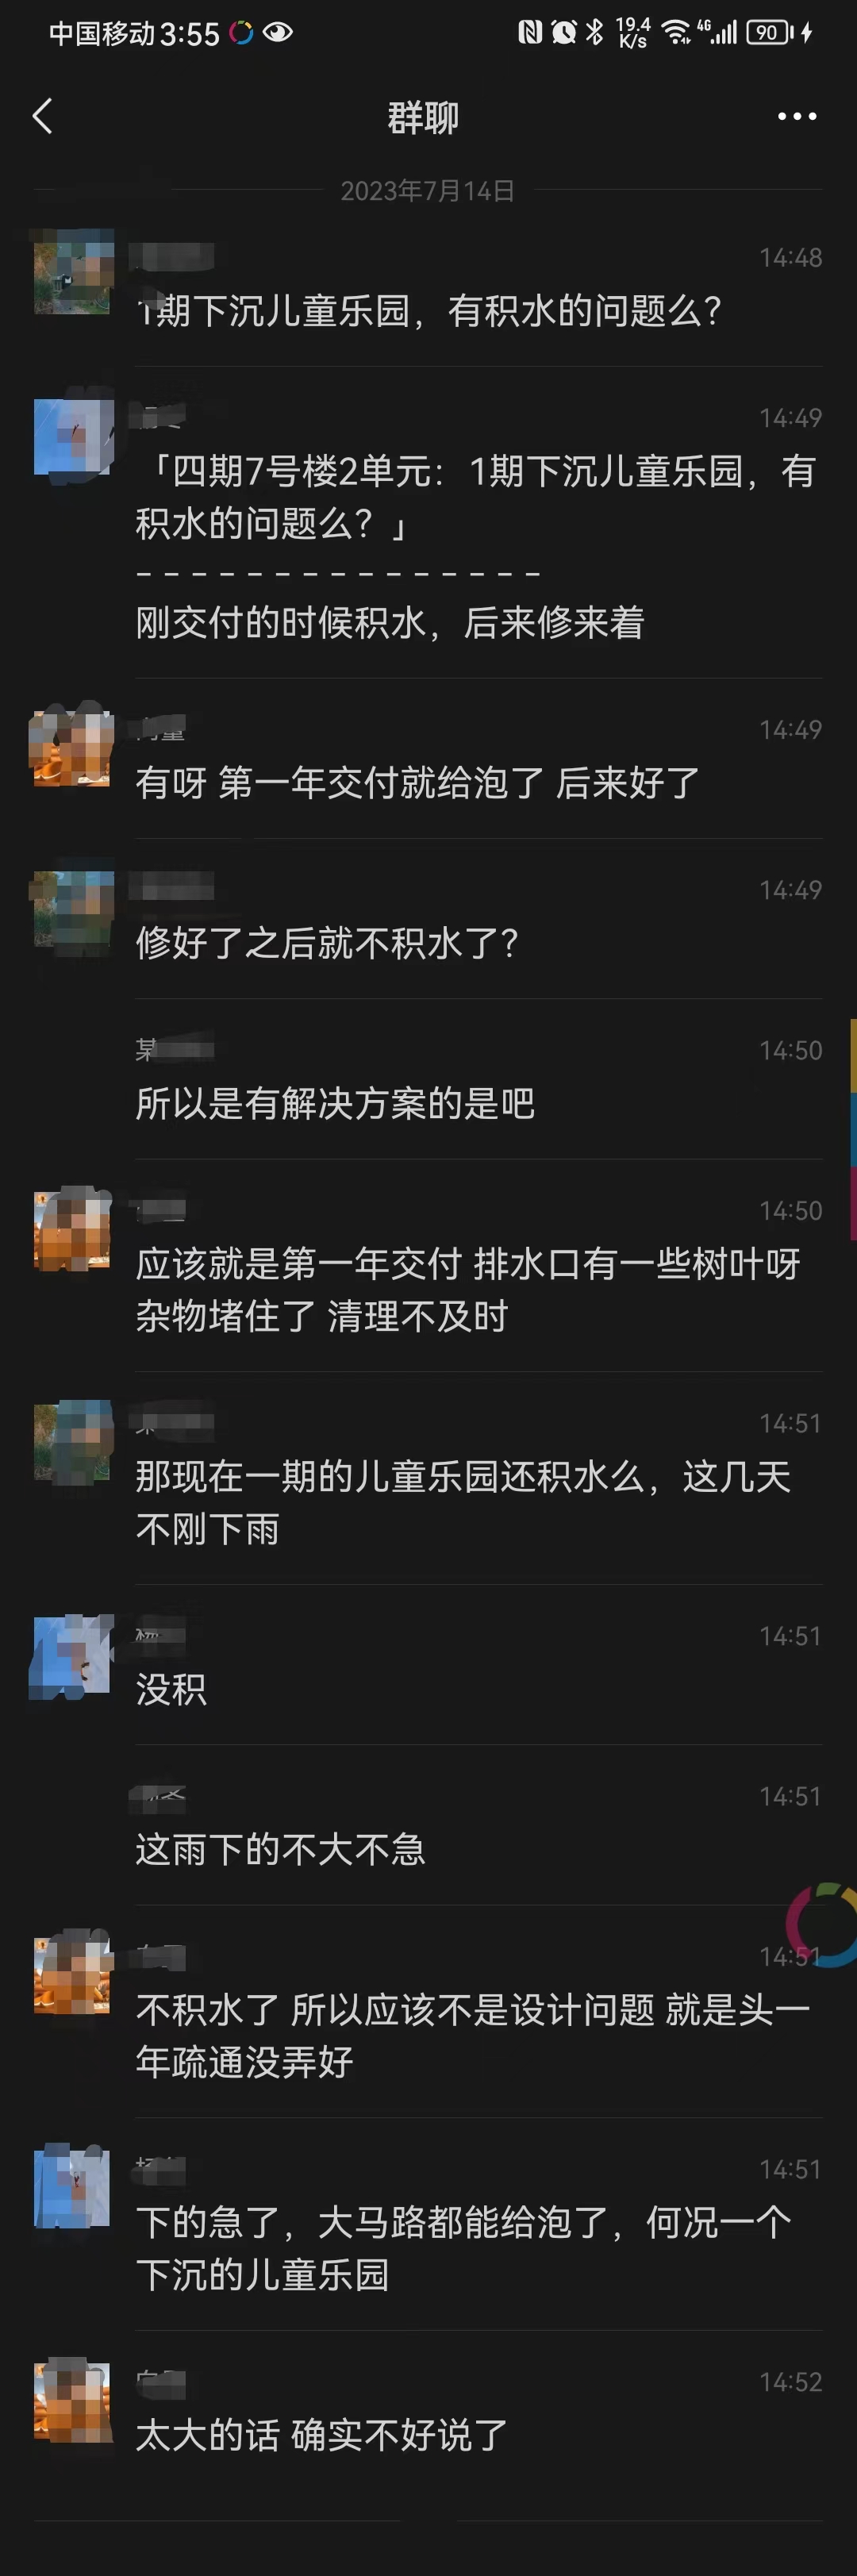 中国移动 3:55
19.4 K/s 4G 90
群聊
2023年7月14日
14:48
1期下沉儿童乐园，有积水的问题么？
14:49
「四期7号楼2单元：1期下沉儿童乐园，有
积水的问题么？」
- - - - - - - - - - - - - - -
刚交付的时候积水，后来修来着
14:49
有呀 第一年交付就给泡了 后来好了
14:49
修好了之后就不积水了？
某
14:50
所以是有解决方案的是吧
14:50
应该就是第一年交付 排水口有一些树叶呀
杂物堵住了 清理不及时
14:51
那现在一期的儿童乐园还积水么，这几天
不刚下雨
14:51
没积
14:51
这雨下的不大不急
14:51
不积水了 所以应该不是设计问题 就是头一
年疏通没弄好
14:51
下的急了，大马路都能给泡了，何况一个
下沉的儿童乐园
14:52
太大的话 确实不好说了